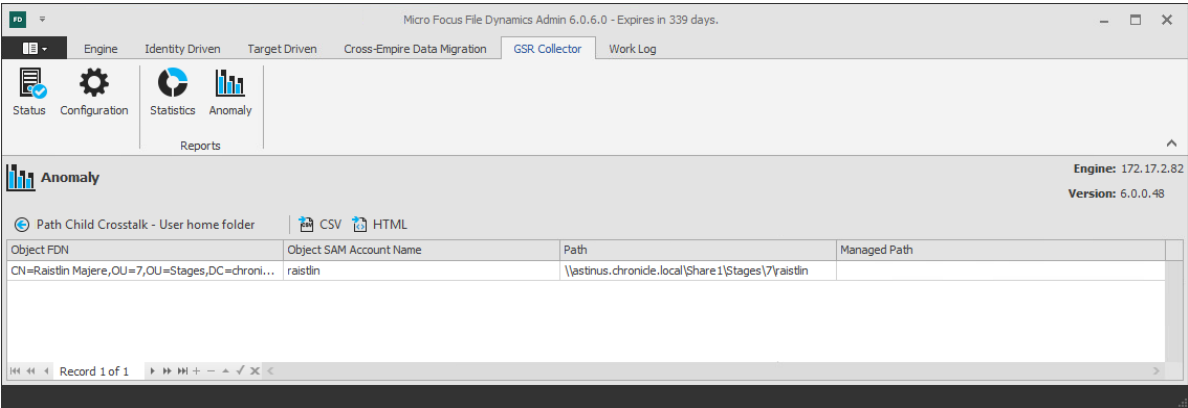 FD
Micro Focus File Dynamics Admin 6.0.6.0 - Expires in 339 days.
Engine Identity Driven Target Driven Cross-Empire Data Migration GSR Collector Work Log
Status Configuration Statistics Anomaly
Reports
Engine: 172.17.2.82
Anomaly
Version: 6.0.0.48
Path Child Crosstalk - User home folder CSV HTML
Object FDN Object SAM Account Name Path Managed Path
CN=Raistlin Majere,OU=7,OU=Stages,DC=chroni... raistlin \\astinus.chronicle.local\Share1\Stages\7\raistlin
Record 1 of 1